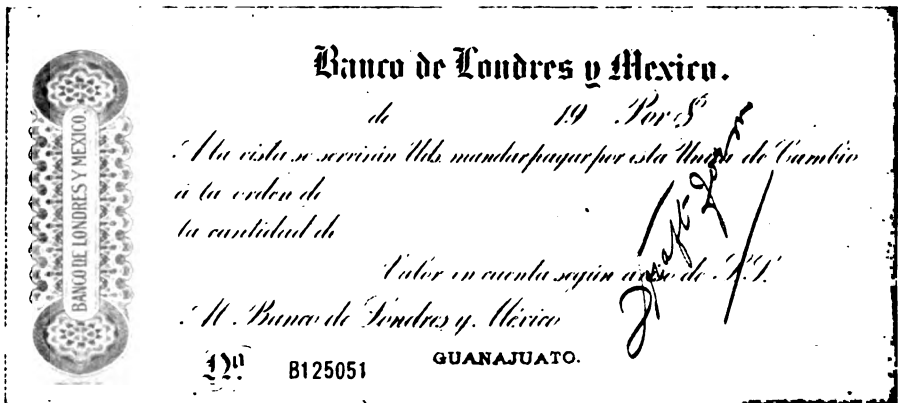 Banco de Londres y Mexico.
de 19 Por $
A la vista se servirán Uds. mandar pagar por esta Única de Cambio
á la orden de
la cantidad de
Valor en cuenta según aviso de S.S.
Al Banco de Londres y México
No. B125051 GUANAJUATO.
BANCO DE LONDRES Y MEXICO
Draft form